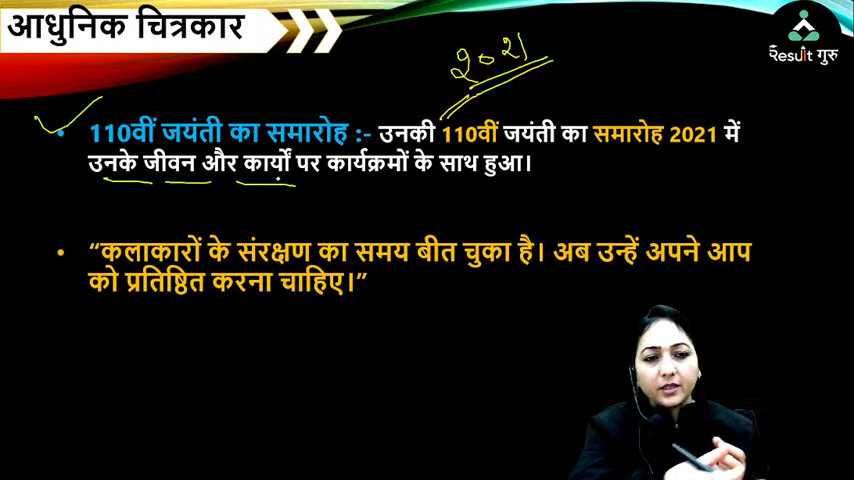 आधुनिक चित्रकार
Result गुरु
२०२१
• 110वीं जयंती का समारोह :- उनकी 110वीं जयंती का समारोह 2021 में
उनके जीवन और कार्यों पर कार्यक्रमों के साथ हुआ।
• “कलाकारों के संरक्षण का समय बीत चुका है। अब उन्हें अपने आप
को प्रतिष्ठित करना चाहिए।”